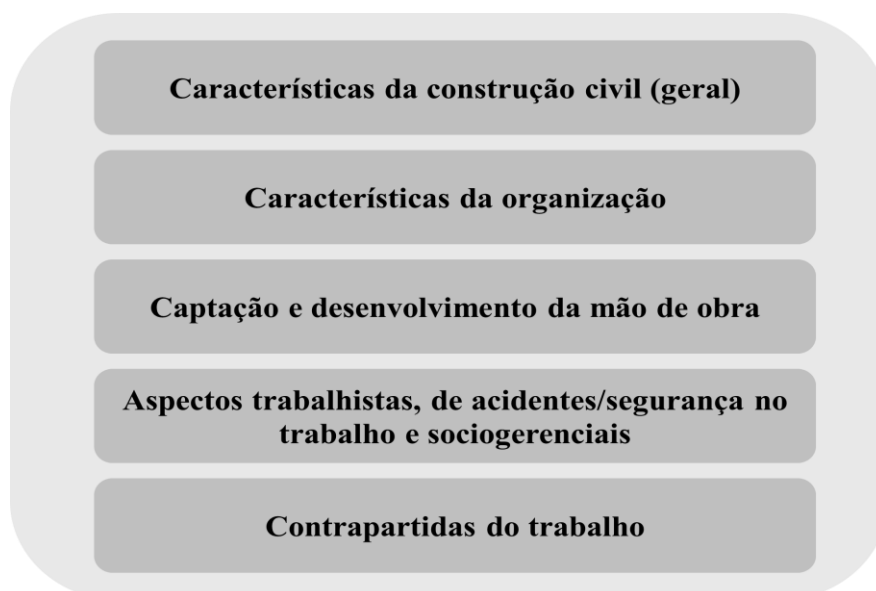 Características da construção civil (geral)
Características da organização
Captação e desenvolvimento da mão de obra
Aspectos trabalhistas, de acidentes/segurança no
trabalho e sociogerenciais
Contrapartidas do trabalho